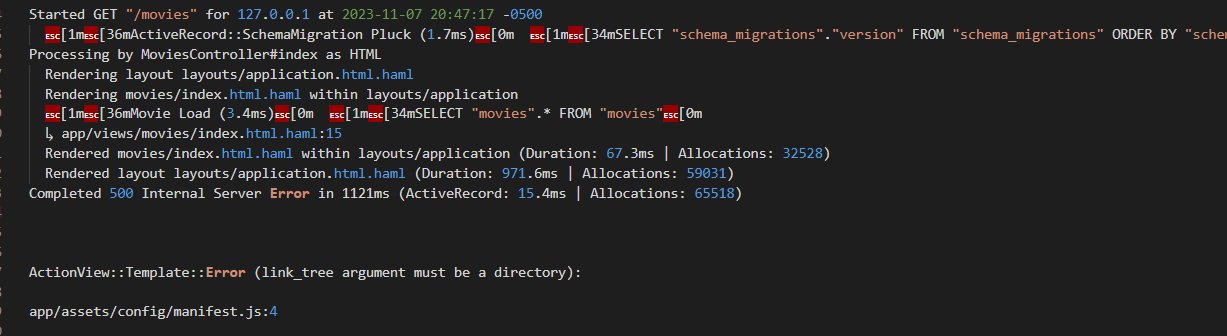 Started GET "/movies" for 127.0.0.1 at 2023-11-07 20:47:17 -0500
ESC[1mESC[36mActiveRecord::SchemaMigration Pluck (1.7ms)ESC[0m ESC[1mESC[34mSELECT "schema_migrations"."version" FROM "schema_migrations" ORDER BY "schem
Processing by MoviesController#index as HTML
Rendering layout layouts/application.html.haml
Rendering movies/index.html.haml within layouts/application
ESC[1mESC[36mMovie Load (3.4ms)ESC[0m ESC[1mESC[34mSELECT "movies".* FROM "movies"ESC[0m
↳ app/views/movies/index.html.haml:15
Rendered movies/index.html.haml within layouts/application (Duration: 67.3ms | Allocations: 32528)
Rendered layout layouts/application.html.haml (Duration: 971.6ms | Allocations: 59031)
Completed 500 Internal Server Error in 1121ms (ActiveRecord: 15.4ms | Allocations: 65518)
ActionView::Template::Error (link_tree argument must be a directory):
app/assets/config/manifest.js:4